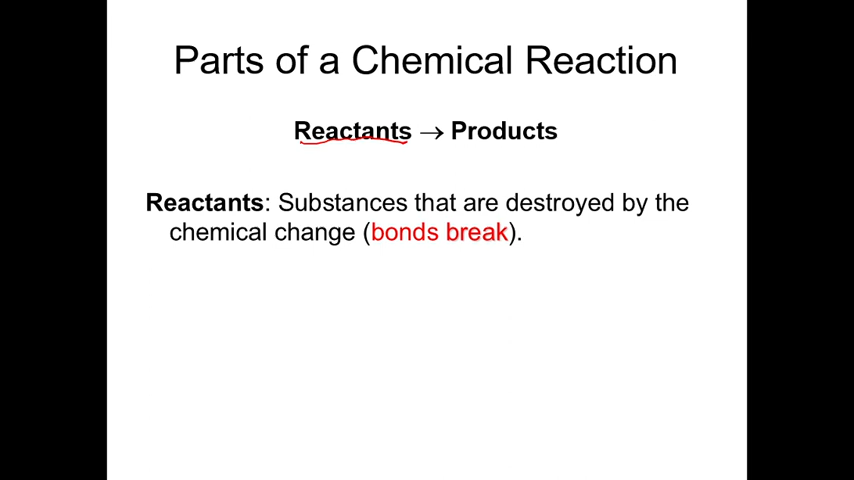 Parts of a Chemical Reaction
Reactants → Products
Reactants: Substances that are destroyed by the
chemical change (bonds break).